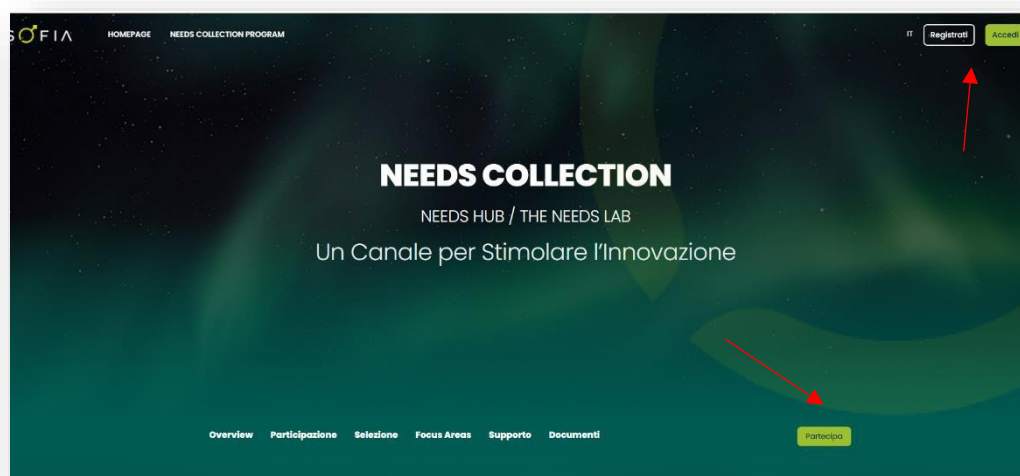 SOFIA HOMEPAGE NEEDS COLLECTION PROGRAM IT Registrati Accedi
NEEDS COLLECTION
NEEDS HUB / THE NEEDS LAB
Un Canale per Stimolare l'Innovazione
Overview Participazione Selezione Focus Areas Supporto Documenti Partecipa